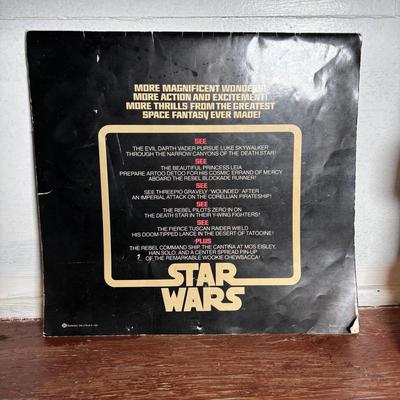 MORE MAGNIFICENT WONDERS!
MORE ACTION AND EXCITEMENT!
MORE THRILLS FROM THE GREATEST
SPACE FANTASY EVER MADE!
SEE
THE EVIL DARTH VADER PURSUE LUKE SKYWALKER
THROUGH THE NARROW CANYONS OF THE DEATH STAR!
SEE
THE BEAUTIFUL PRINCESS LEIA
PREPARE ARTOO DETOO FOR HIS COSMIC ERRAND OF MERCY,
ABOARD THE REBEL BLOCKADE RUNNER!
SEE
SEE THREEPIO GRAVELY "WOUNDED" AFTER
AN IMPERIAL ATTACK ON THE CORELLIAN PIRATESHIP!
SEE
THE REBEL PILOTS ZERO IN ON
THE DEATH STAR IN THEIR Y-WING FIGHTERS!
SEE
THE FIERCE TUSCAN RAIDER WIELD
HIS DOOM-TIPPED LANCE IN THE DESERT OF TATOOINE!
PLUS
THE REBEL COMMAND SHIP, THE CANTINA AT MOS EISLEY,
HAN SOLO, AND A CENTER SPREAD PIN-UP
OF THE REMARKABLE WOOKIE CHEWBACCA!
STAR
WARS